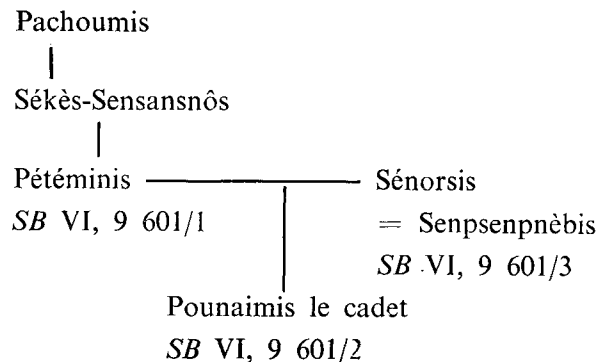 Pachoumis
Sékès-Sensansnôs
Pétéminis
SB VI, 9 601/1
Sénorsis
= Senpsenpnèbis
SB VI, 9 601/3
Pounaimis le cadet
SB VI, 9 601/2